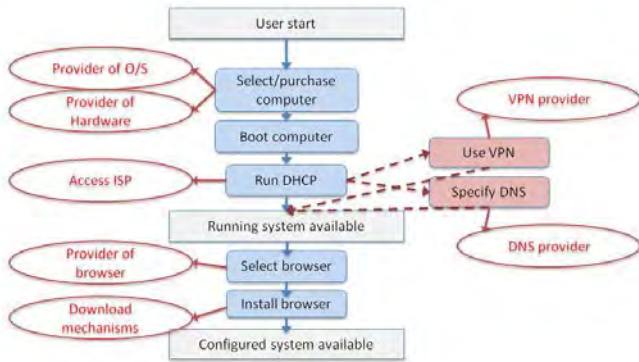 User start
Provider of O/S
Select/purchase
computer
Provider of
Hardware
VPN provider
Boot computer
Use VPN
Access ISP
Run DHCP
Specify DNS
Running system available
DNS provider
Provider of
browser
Select browser
Install browser
Download
mechanisms
Configured system available